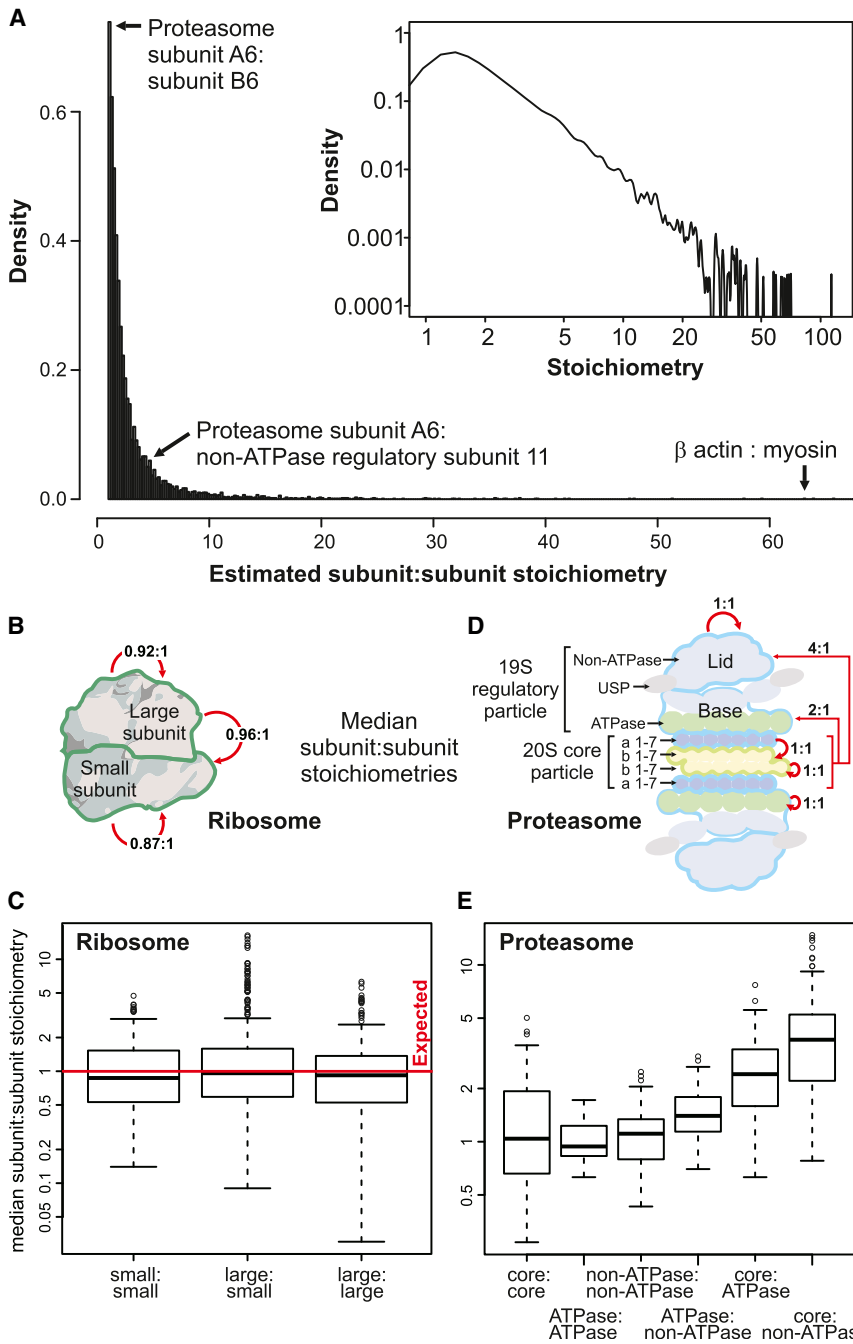 A
Proteasome
subunit A6:
subunit B6
Density
0.6
0.4
0.2
0.0
Proteasome subunit A6:
non-ATPase regulatory subunit 11
β actin : myosin
0 10 20 30 40 50 60
Estimated subunit:subunit stoichiometry
Density
1
0.1
0.01
0.001
0.0001
1 2 5 10 20 50 100
Stoichiometry
B
0.92:1
Large
subunit
0.96:1
Small
subunit
0.87:1
Median
subunit:subunit
stoichiometries
Ribosome
D
1:1
4:1
19S
regulatory
particle
Non-ATPase
Lid
USP
Base
2:1
ATPase
20S core
particle
a 1-7
b 1-7
b 1-7
a 1-7
1:1
1:1
1:1
Proteasome
C
Ribosome
median subunit:subunit stoichiometry
10
5
2
1
0.5
0.2
0.1
0.05
Expected
small:
small
large:
small
large:
large
E
Proteasome
10
5
2
1
0.5
core:
core
ATPase:
ATPase
non-ATPase:
non-ATPase
ATPase:
non-ATPase
core:
ATPase
core:
non-ATPas